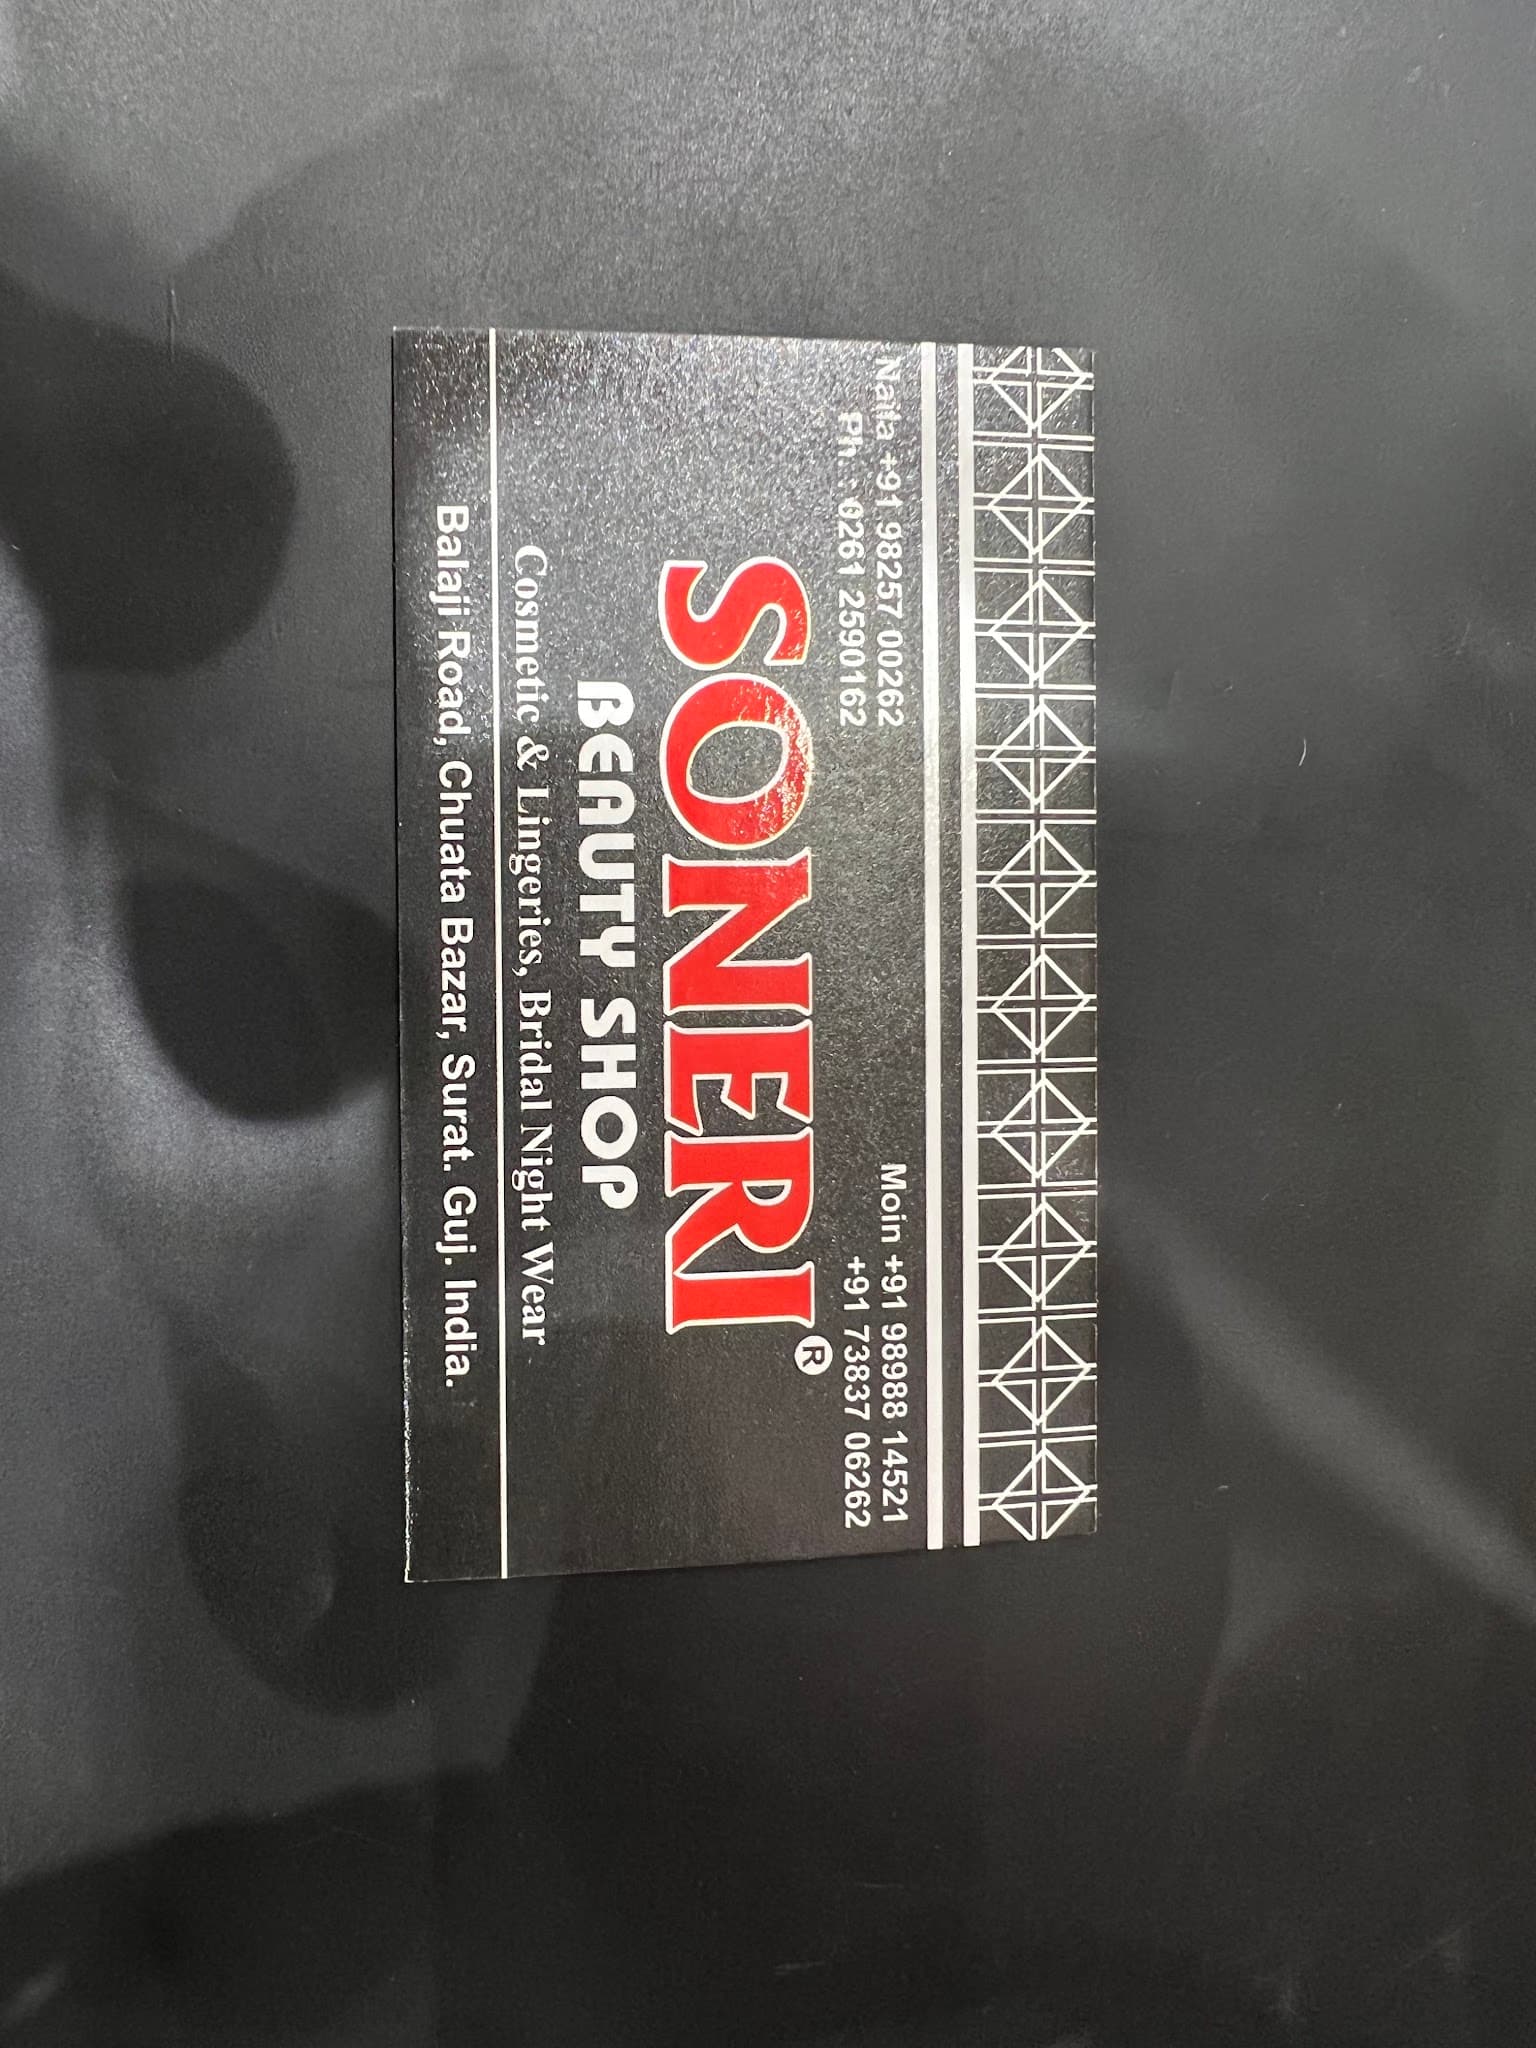 Naila +91 98257 00262
Ph. : 0261 2590162
Moin +91 98988 14521
+91 73837 06262
SONERI®
BEAUTY SHOP
Cosmetic & Lingeries, Bridal Night Wear
Balaji Road, Chuata Bazar, Surat. Guj. India.